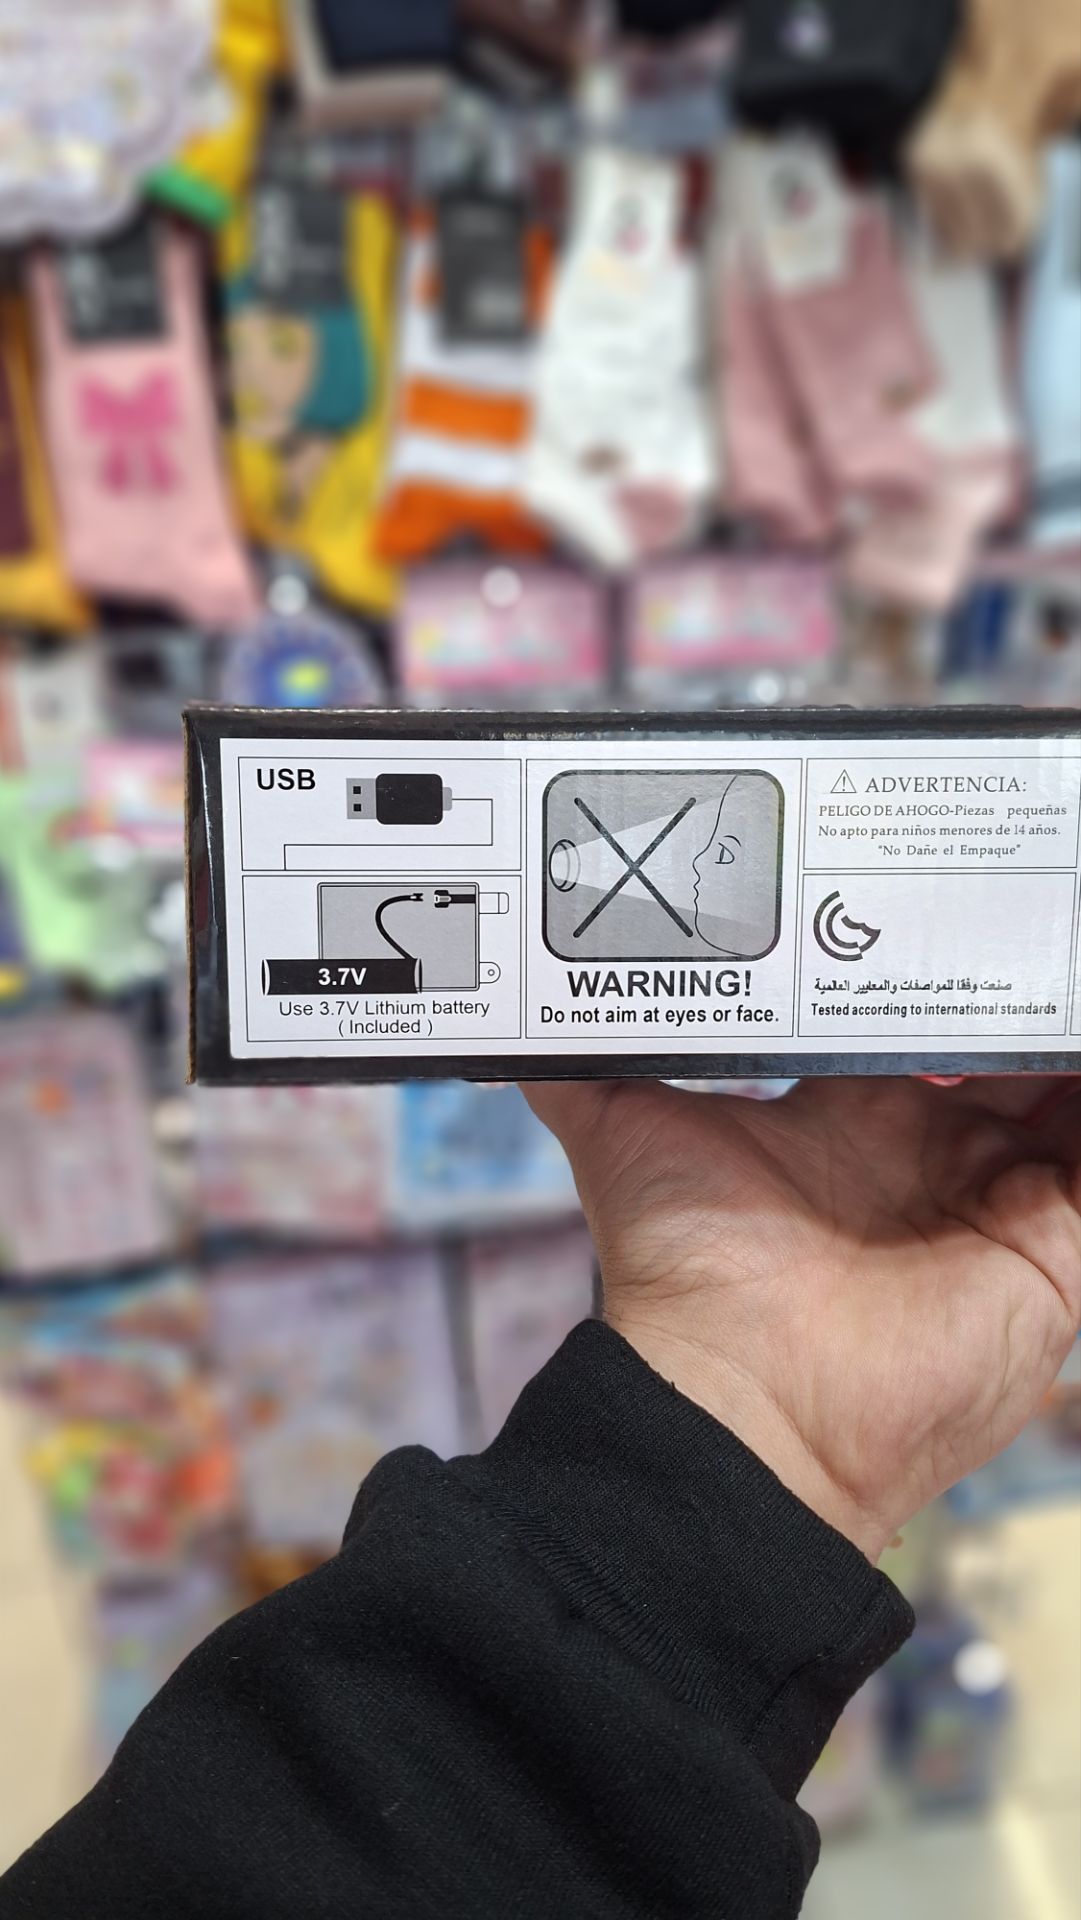 USB
3.7V
Use 3.7V Lithium battery
( Included )
WARNING!
Do not aim at eyes or face.
ADVERTENCIA:
PELIGO DE AHOGO-Piezas pequeñas
No apto para niños menores de 14 años.
"No Dañe el Empaque"
صنعت وفقا للمواصفات والمعايير العالمية
Tested according to international standards